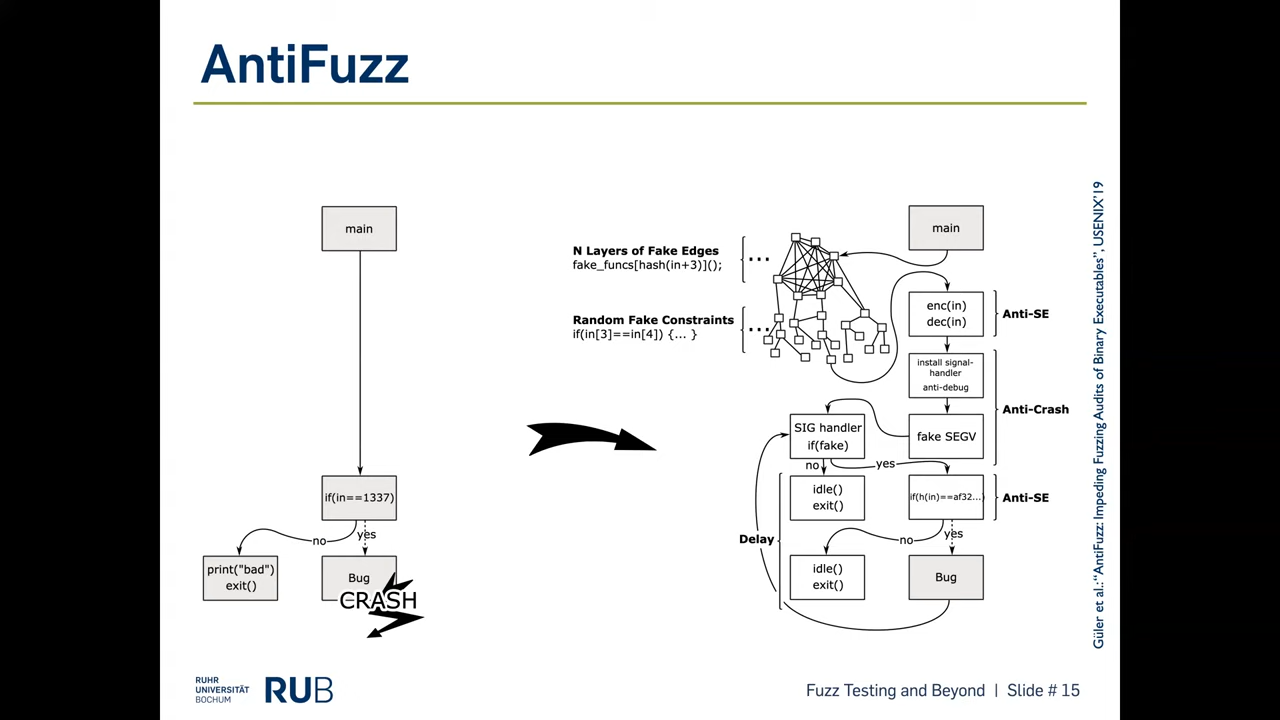 AntiFuzz
main
if(in==1337)
no
yes
print("bad")
exit()
Bug
CRASH
N Layers of Fake Edges
fake_funcs[hash(in+3)]();
...
Random Fake Constraints
if(in[3]==in[4]) {... }
...
main
enc(in)
dec(in)
Anti-SE
install signal-
handler
anti-debug
Anti-Crash
SIG handler
if(fake)
fake SEGV
no
yes
idle()
exit()
if(h(in)==af32...)
Anti-SE
Delay
no
yes
idle()
exit()
Bug
Güler et al.: “AntiFuzz: Impeding Fuzzing Audits of Binary Executables”, USENIX’19
RUHR
UNIVERSITÄT
BOCHUM
RUB
Fuzz Testing and Beyond | Slide # 15